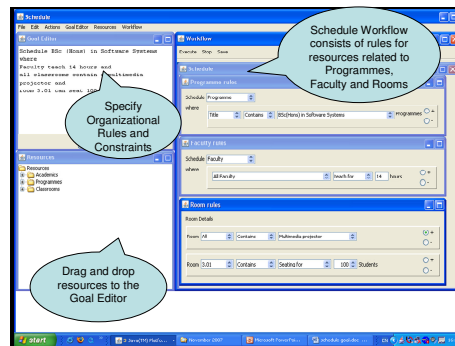 Schedule
File Edit Actions Goal Editor Resources Workflow
Goal Editor
Schedule BSc (Hons) in Software Systems
where
Faculty teach 14 hours and
all classrooms contain a multimedia
projector and
room 3.01 can seat 100
Specify
Organizational
Rules and
Constraints
Resources
Resources
Academics
Programmes
Classrooms
Drag and drop
resources to the
Goal Editor
Workflow
Execute Stop Save
Schedule Workflow
consists of rules for
resources related to
Programmes,
Faculty and Rooms
Schedule
Programme rules
Schedule Programme
where
Title Contains BSc(Hons) in Software Systems Programmes
Faculty rules
Schedule Faculty
where
All Faculty teach for 14 hours
Room rules
Room Details
Room All Contains Multimedia projector
Room 3.01 Contains Seating for 100 Students
start
November 2007
EN